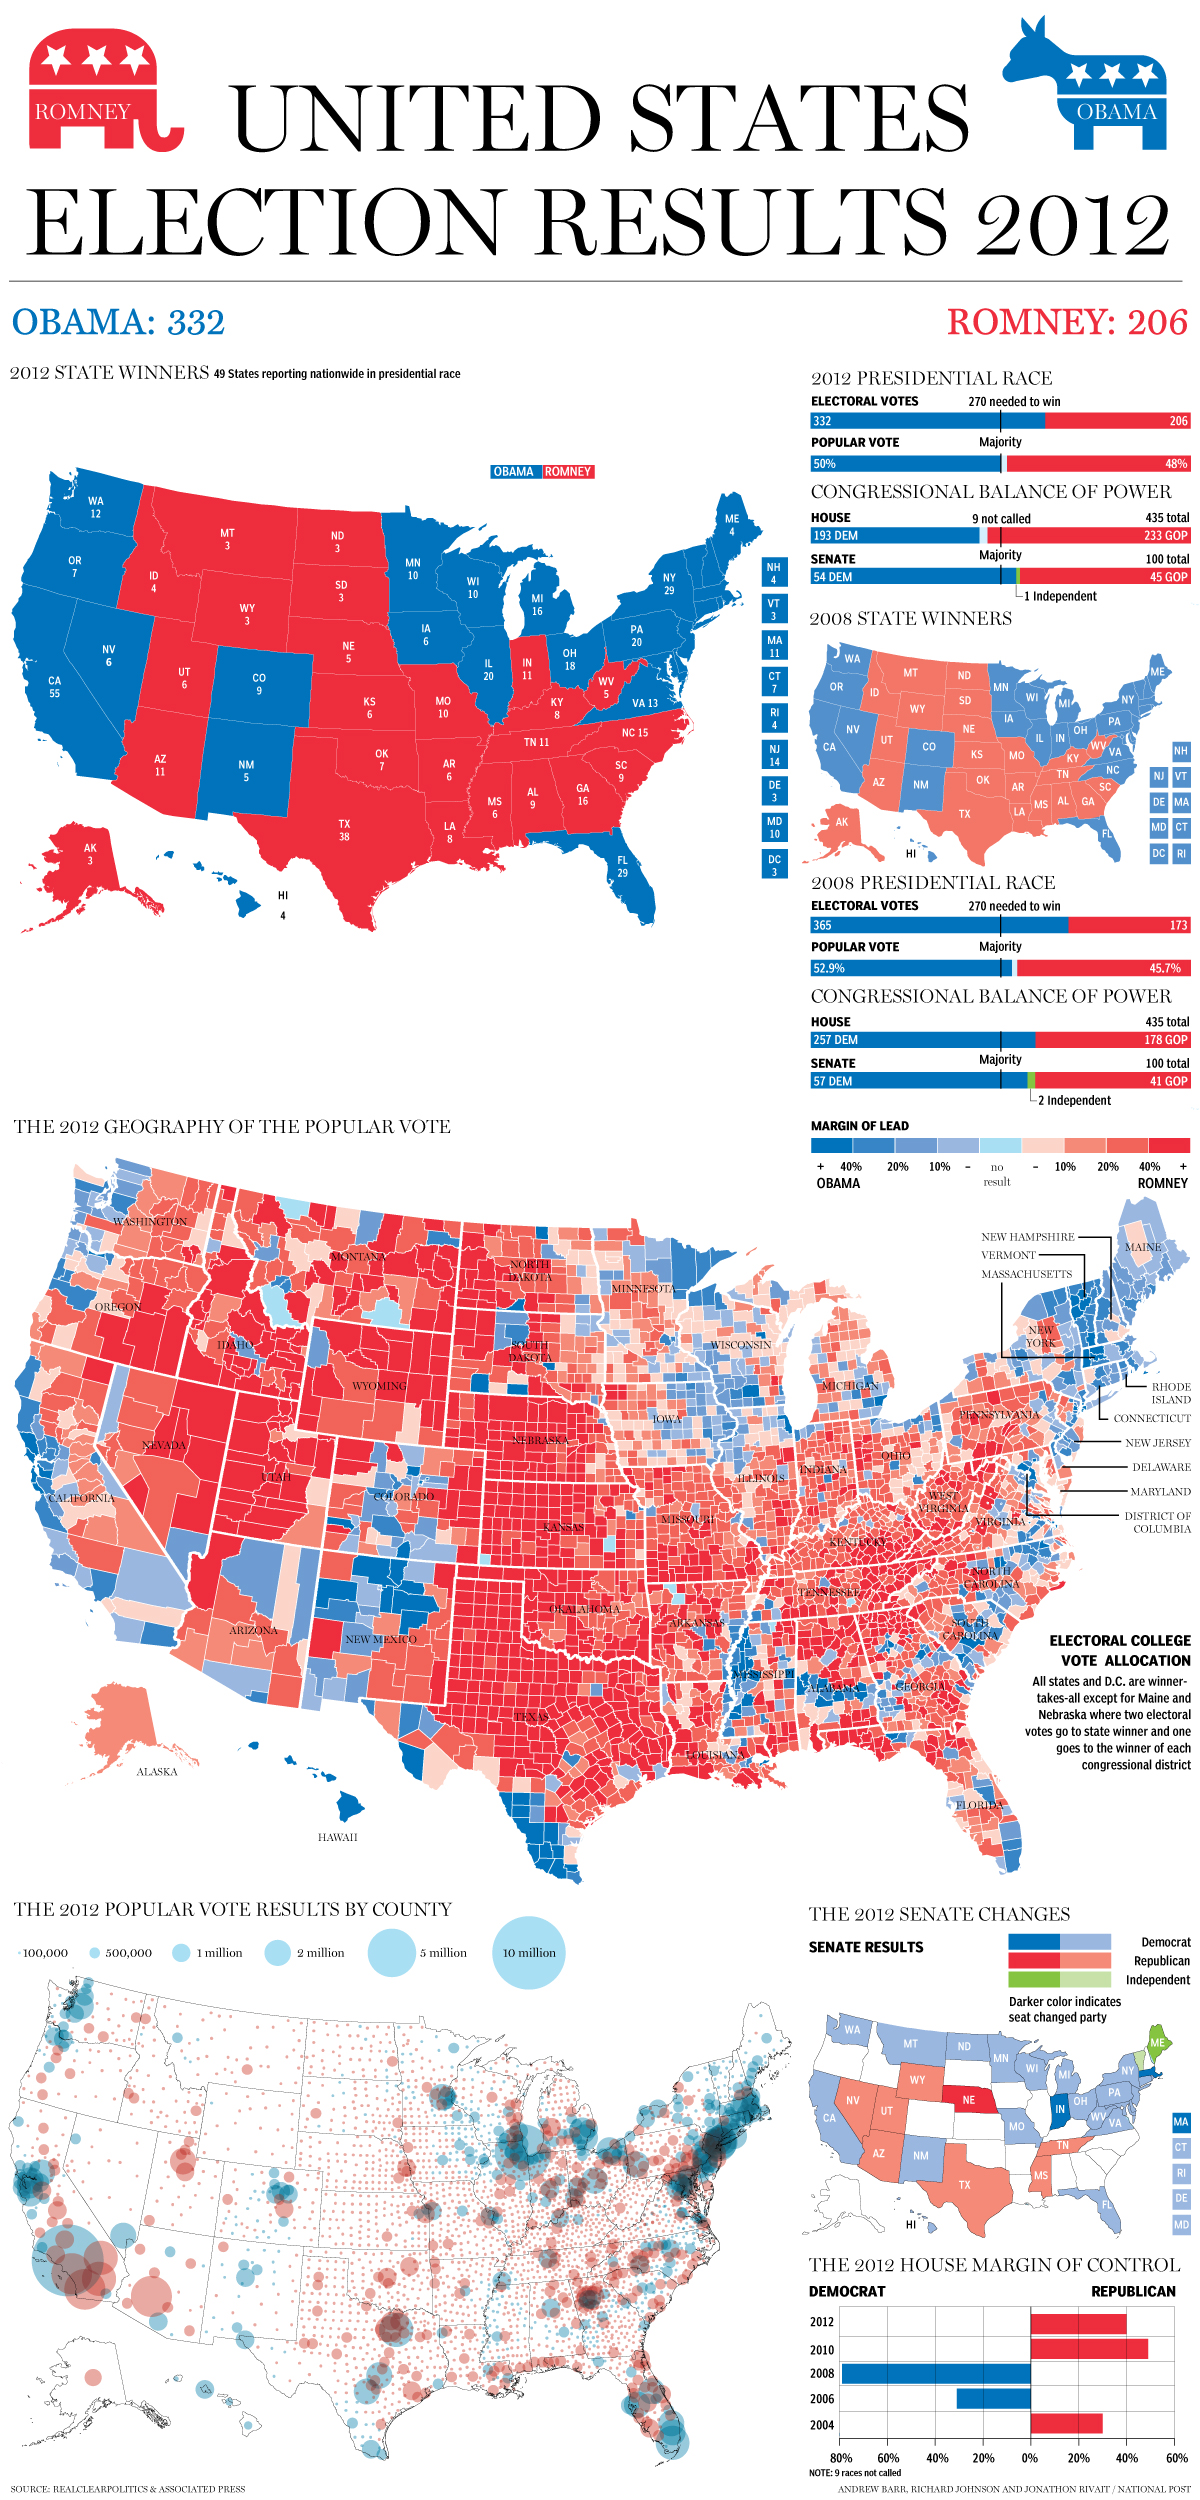 ROMNEY
OBAMA
UNITED STATES
ELECTION RESULTS 2012
OBAMA: 332
ROMNEY: 206
2012 STATE WINNERS 49 States reporting nationwide in presidential race
OBAMA ROMNEY
WA
12
OR
7
CA
55
NV
6
ID
4
MT
3
WY
3
UT
6
CO
9
AZ
11
NM
5
ND
3
SD
3
NE
5
KS
6
OK
7
TX
38
MN
10
IA
6
MO
10
AR
6
LA
8
WI
10
IL
20
MI
16
IN
11
OH
18
KY
8
TN 11
MS
6
AL
9
GA
16
FL
29
SC
9
NC 15
VA 13
WV
5
PA
20
NY
29
ME
4
AK
3
HI
4
NH
4
VT
3
MA
11
CT
7
RI
4
NJ
14
DE
3
MD
10
DC
3
2012 PRESIDENTIAL RACE
ELECTORAL VOTES 270 needed to win
332 206
POPULAR VOTE Majority
50% 48%
CONGRESSIONAL BALANCE OF POWER
HOUSE 9 not called 435 total
193 DEM 233 GOP
SENATE Majority 100 total
54 DEM 45 GOP
1 Independent
2008 STATE WINNERS
WA
OR
CA
NV
ID
MT
WY
UT
CO
AZ
NM
ND
SD
NE
KS
OK
TX
MN
IA
MO
AR
LA
WI
IL
MI
IN
OH
KY
TN
MS
AL
GA
FL
SC
NC
VA
WV
PA
NY
ME
AK
HI
NH
NJ VT
DE MA
MD CT
DC RI
2008 PRESIDENTIAL RACE
ELECTORAL VOTES 270 needed to win
365 173
POPULAR VOTE Majority
52.9% 45.7%
CONGRESSIONAL BALANCE OF POWER
HOUSE 435 total
257 DEM 178 GOP
SENATE Majority 100 total
57 DEM 41 GOP
2 Independent
THE 2012 GEOGRAPHY OF THE POPULAR VOTE
MARGIN OF LEAD
+ 40% 20% 10% – no result – 10% 20% 40% +
OBAMA ROMNEY
WASHINGTON
OREGON
CALIFORNIA
NEVADA
IDAHO
MONTANA
WYOMING
UTAH
COLORADO
ARIZONA
NEW MEXICO
NORTH
DAKOTA
SOUTH
DAKOTA
NEBRASKA
KANSAS
OKALAHOMA
TEXAS
MINNESOTA
IOWA
MISSOURI
ARKANSAS
LOUISIANA
WISCONSIN
ILLINOIS
MICHIGAN
INDIANA
OHIO
KENTUCKY
TENNESSEE
MISSISSIPPI
ALABAMA
GEORGIA
FLORIDA
SOUTH
CAROLINA
NORTH
CAROLINA
VIRGINIA
WEST
VIRGINIA
PENNSYLVANIA
NEW
YORK
MAINE
NEW HAMPSHIRE
VERMONT
MASSACHUSETTS
RHODE
ISLAND
CONNECTICUT
NEW JERSEY
DELAWARE
MARYLAND
DISTRICT OF
COLUMBIA
ALASKA
HAWAII
ELECTORAL COLLEGE
VOTE ALLOCATION
All states and D.C. are winner-
takes-all except for Maine and
Nebraska where two electoral
votes go to state winner and one
goes to the winner of each
congressional district
THE 2012 POPULAR VOTE RESULTS BY COUNTY
100,000 500,000 1 million 2 million 5 million 10 million
THE 2012 SENATE CHANGES
SENATE RESULTS
Democrat
Republican
Independent
Darker color indicates
seat changed party
WA
CA
NV
MT
WY
UT
AZ
NM
ND
NE
TX
MN
MO
WI
MI
IN
OH
TN
MS
FL
WV
VA
PA
NY
ME
HI
MA
CT
RI
DE
MD
THE 2012 HOUSE MARGIN OF CONTROL
DEMOCRAT REPUBLICAN
2012
2010
2008
2006
2004
80% 60% 40% 20% 0% 20% 40% 60%
NOTE: 9 races not called
SOURCE: REALCLEARPOLITICS & ASSOCIATED PRESS
ANDREW BARR, RICHARD JOHNSON AND JONATHON RIVAIT / NATIONAL POST